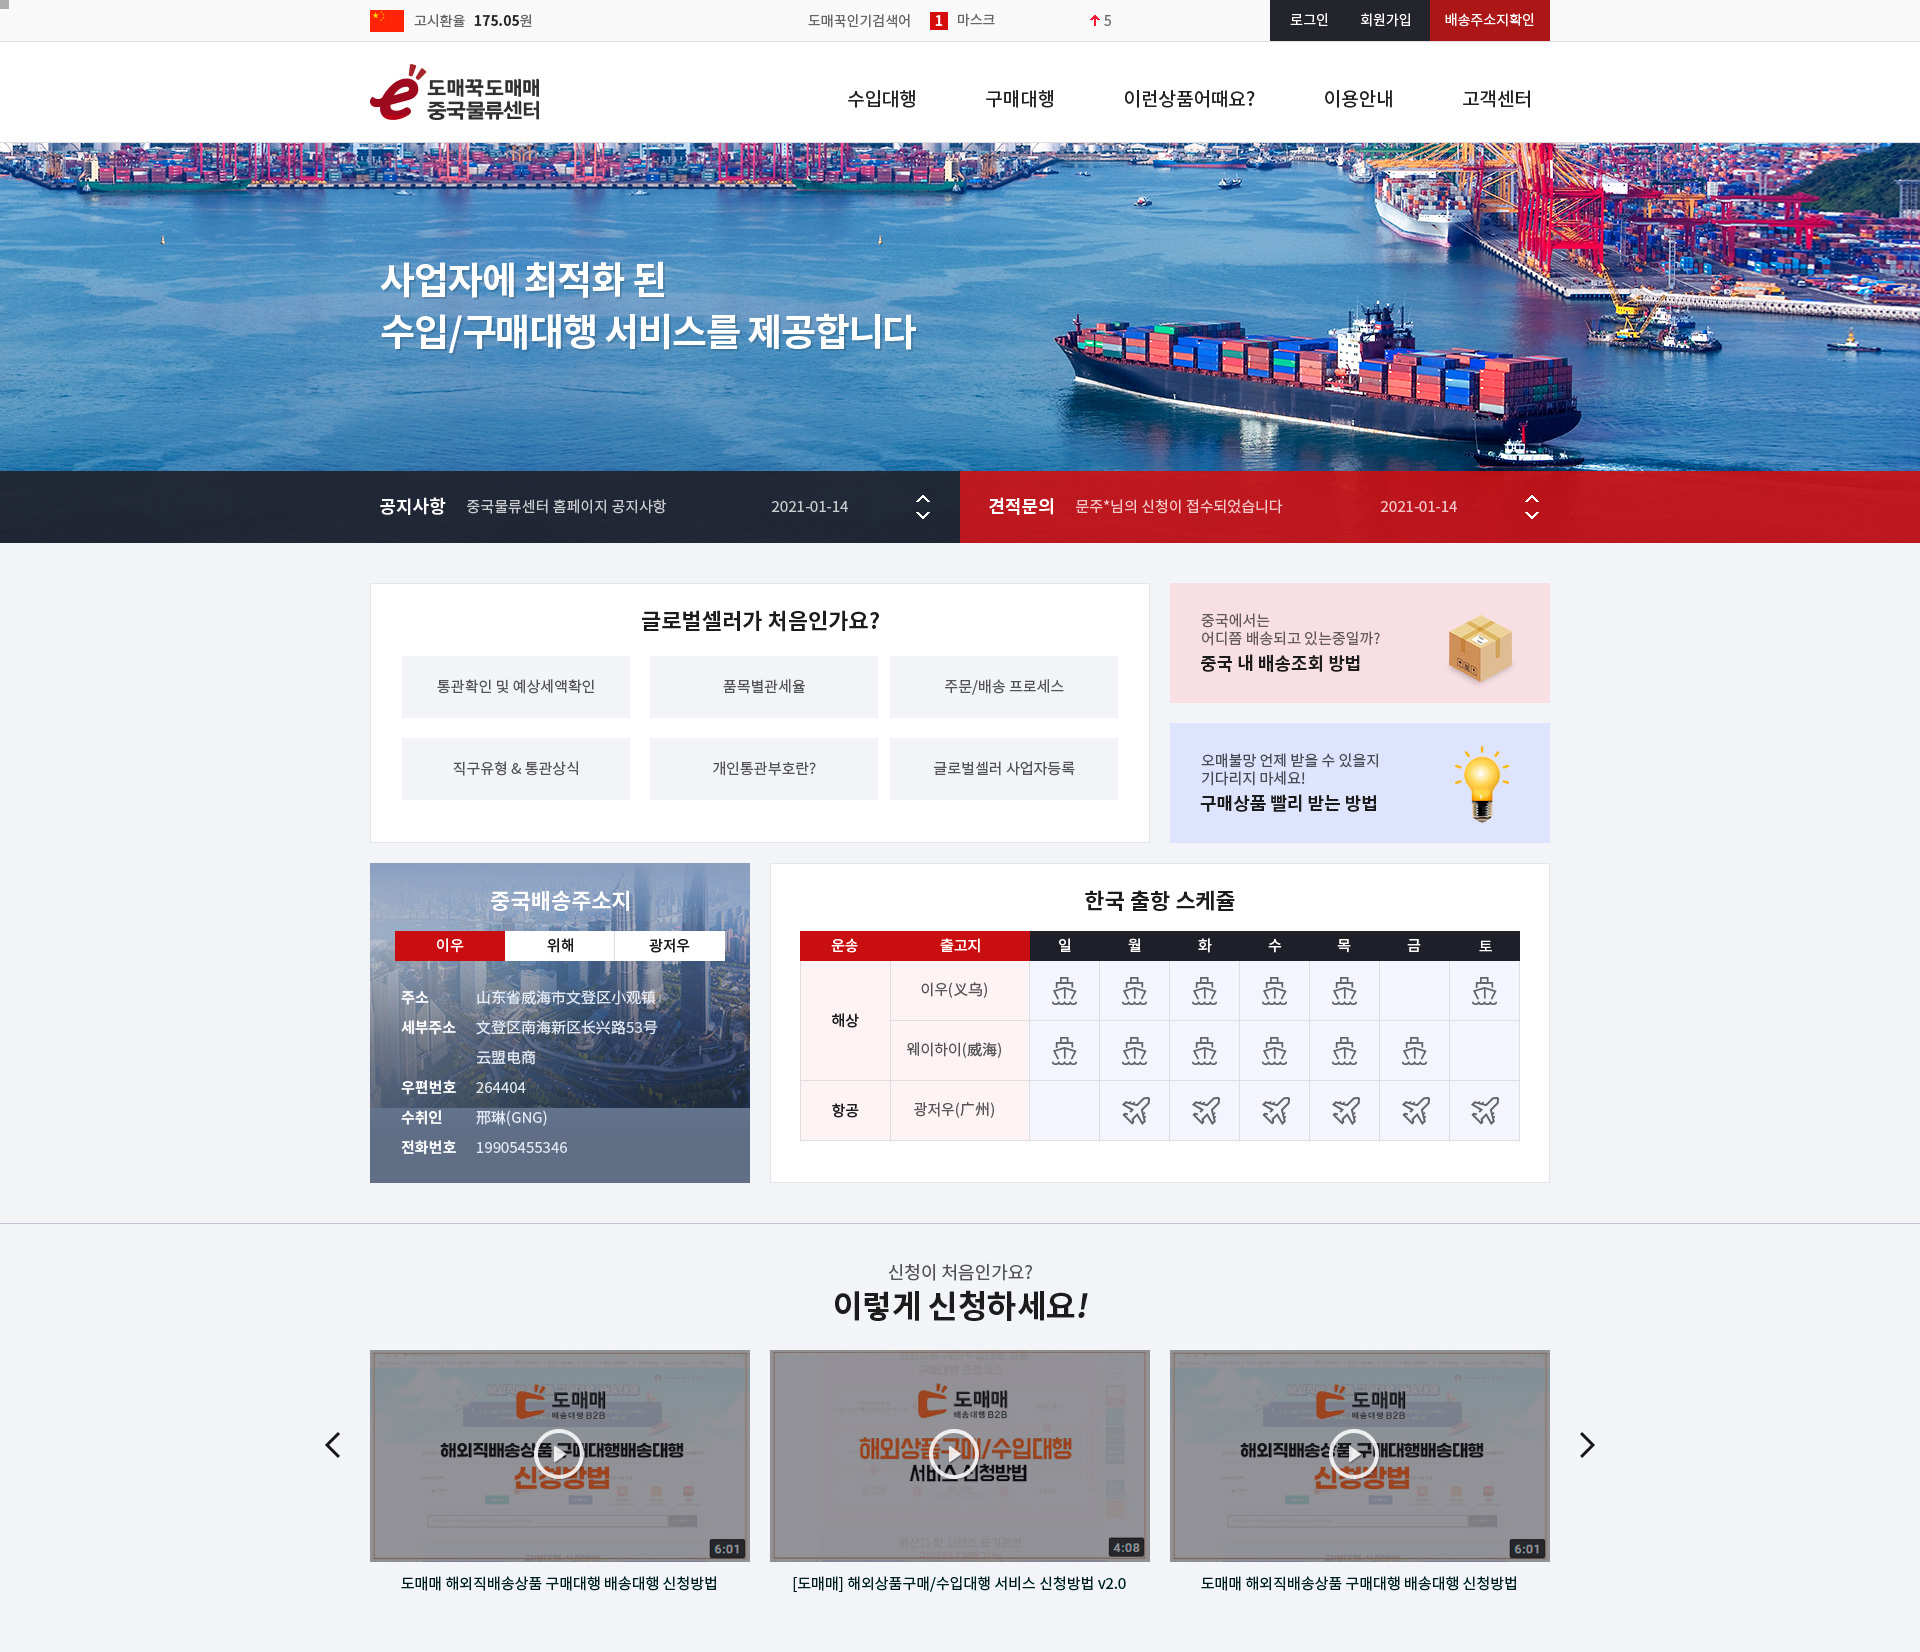 고시환율 175.05원
도매꾹인기검색어 1 마스크 5
로그인 회원가입 배송주소지확인
도매꾹도매매
중국물류센터
수입대행 구매대행 이런상품어때요? 이용안내 고객센터
사업자에 최적화 된
수입/구매대행 서비스를 제공합니다
공지사항 중국물류센터 홈페이지 공지사항 2021-01-14
견적문의 문주*님의 신청이 접수되었습니다 2021-01-14
글로벌셀러가 처음인가요?
통관확인 및 예상세액확인 품목별관세율 주문/배송 프로세스
직구유형 & 통관상식 개인통관부호란? 글로벌셀러 사업자등록
중국에서는
어디쯤 배송되고 있는중일까?
중국 내 배송조회 방법
오매불망 언제 받을 수 있을지
기다리지 마세요!
구매상품 빨리 받는 방법
중국배송주소지
이우 위해 광저우
주소 山东省威海市文登区小观镇
세부주소 文登区南海新区长兴路53号
云盟电商
우편번호 264404
수취인 邢琳(GNG)
전화번호 19905455346
한국 출항 스케쥴
운송 출고지 일 월 화 수 목 금 토
해상 이우(义乌)
웨이하이(威海)
항공 광저우(广州)
신청이 처음인가요?
이렇게 신청하세요!
도매매
배송대행 B2B
해외직배송상품 구매대행배송대행
신청방법
6:01
도매매 해외직배송상품 구매대행 배송대행 신청방법
도매매
배송대행 B2B
해외상품구매/수입대행
서비스 신청방법
4:08
[도매매] 해외상품구매/수입대행 서비스 신청방법 v2.0
도매매
배송대행 B2B
해외직배송상품 구매대행배송대행
신청방법
6:01
도매매 해외직배송상품 구매대행 배송대행 신청방법